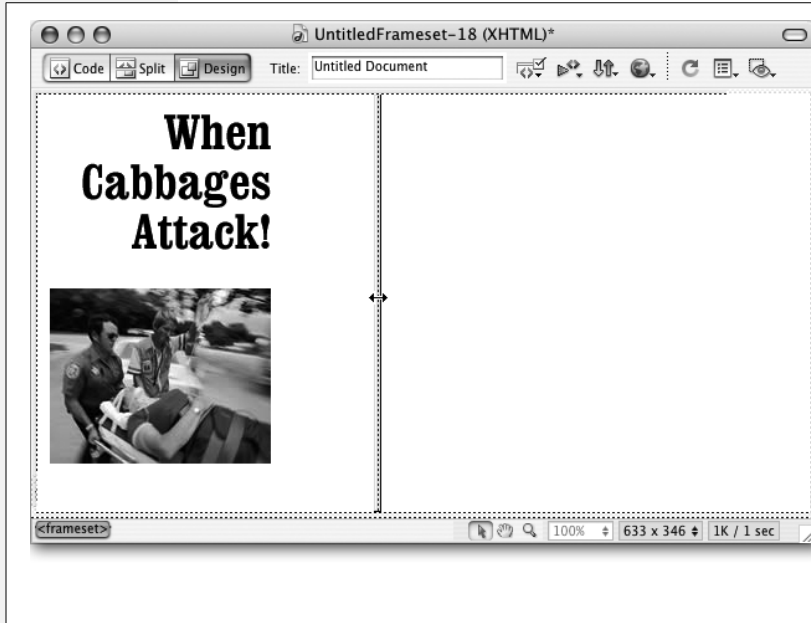 UntitledFrameset-18 (XHTML)*
Code Split Design Title: Untitled Document
When
Cabbages
Attack!
<frameset> 100% 633 x 346 1K / 1 sec